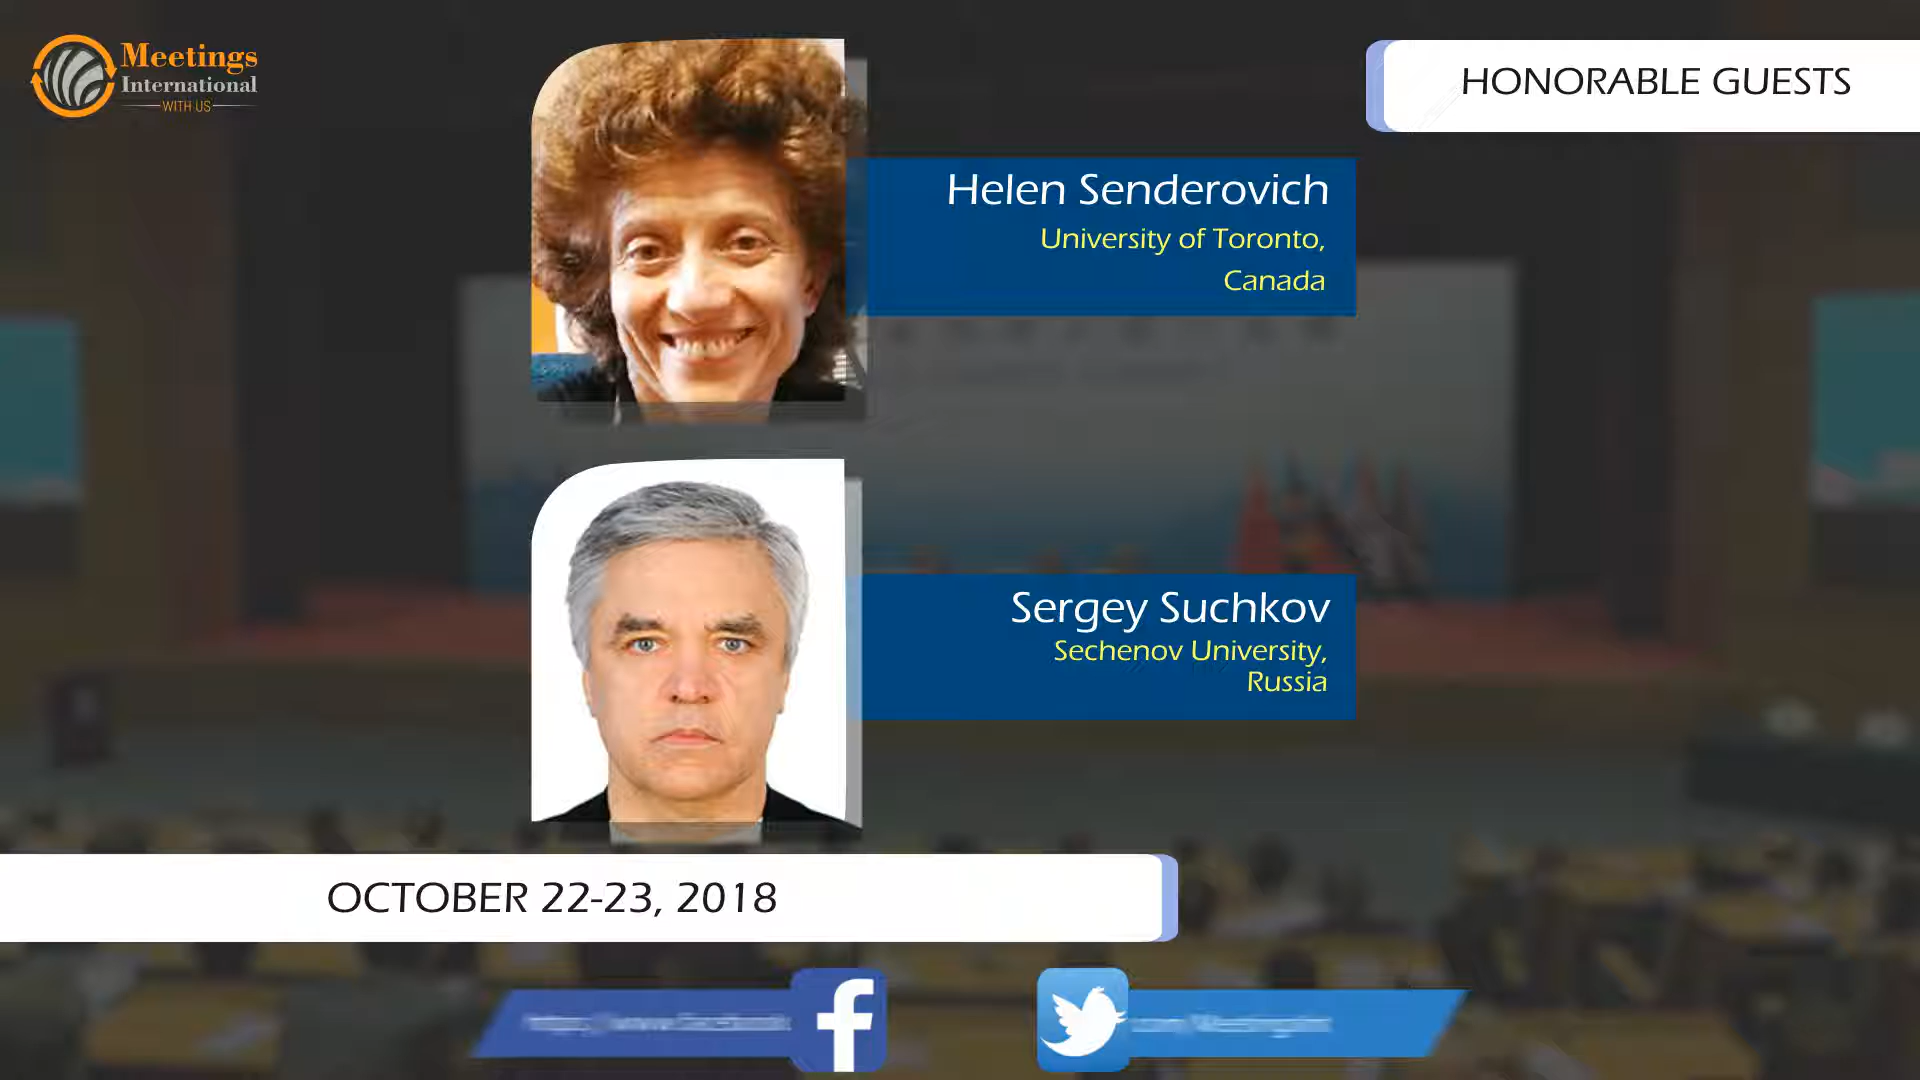 Meetings
International
WITH US
HONORABLE GUESTS
Helen Senderovich
University of Toronto,
Canada
Sergey Suchkov
Sechenov University,
Russia
OCTOBER 22-23, 2018